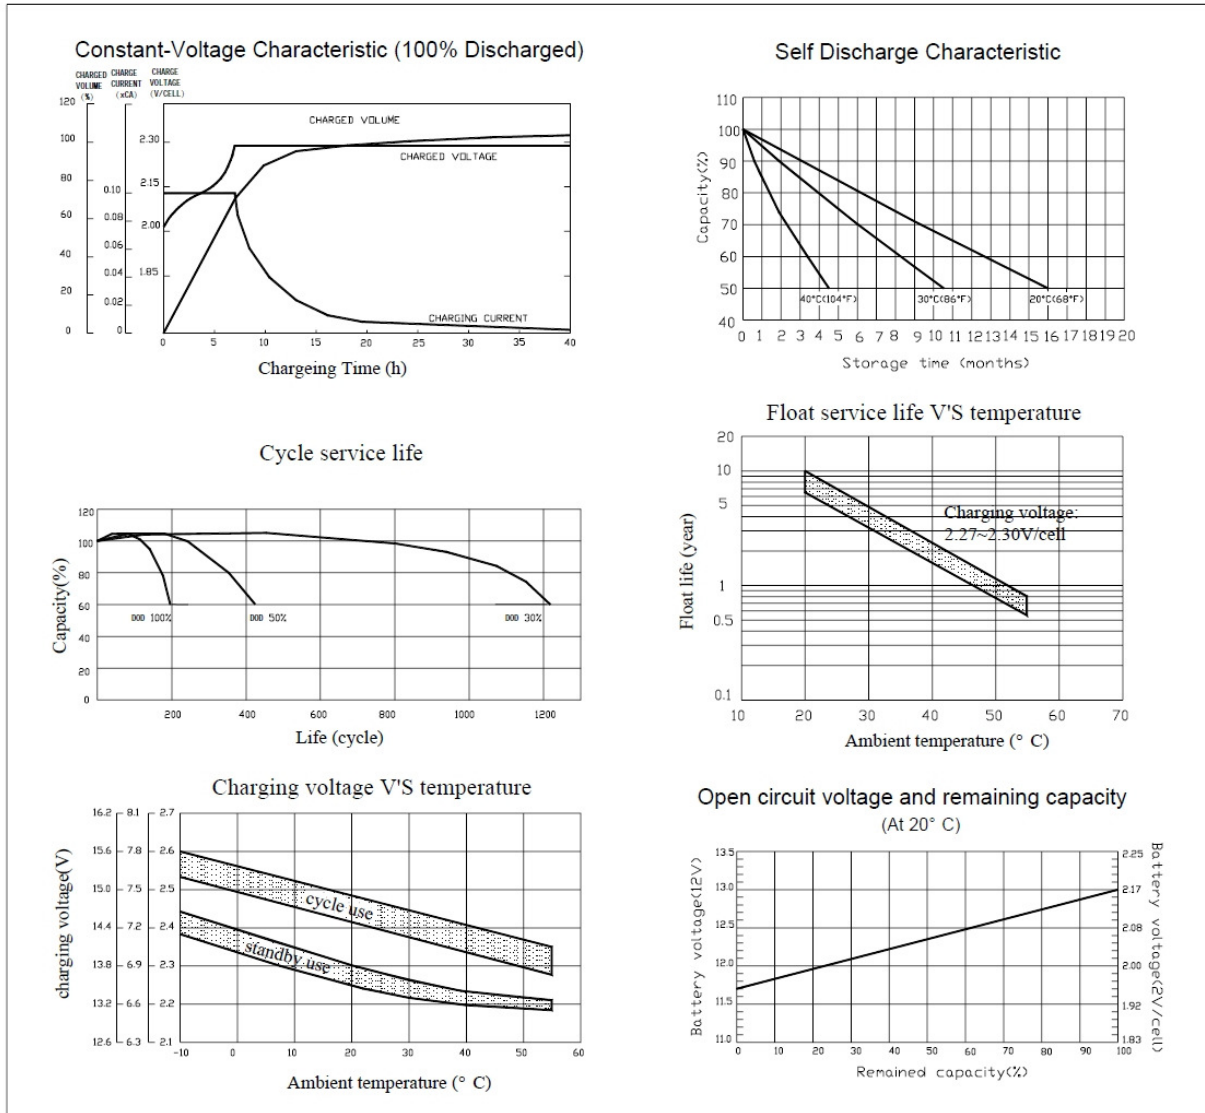 Constant-Voltage Characteristic (100% Discharged)
CHARGED CHARGE CHARGE
VOLUME CURRENT VOLTAGE
(%) (xCA) (V/CELL)
120
100
80
60
40
20
0
0.10
0.08
0.06
0.04
0.02
0
2.30
2.15
2.00
1.85
CHARGED VOLUME
CHARGED VOLTAGE
CHARGING CURRENT
0 5 10 15 20 25 30 35 40
Chargeing Time (h)
Self Discharge Characteristic
110
100
90
80
70
60
50
40
Capacity(%)
40°C(104°F) 30°C(86°F) 20°C(68°F)
0 1 2 3 4 5 6 7 8 9 10 11 12 13 14 15 16 17 18 19 20
Storage time (months)
Cycle service life
120
100
80
60
40
20
0
Capacity(%)
DOD 100% DOD 50% DOD 30%
200 400 600 800 1000 1200
Life (cycle)
Float service life V'S temperature
20
10
5
1
0.5
0.1
Float life (year)
Charging voltage:
2.27~2.30V/cell
10 20 30 40 50 60 70
Ambient temperature (° C)
Charging voltage V'S temperature
16.2 8.1 2.7
15.6 7.8 2.6
15.0 7.5 2.5
14.4 7.2 2.4
13.8 6.9 2.3
13.2 6.6 2.2
12.6 6.3 2.1
charging voltage(V)
cycle use
standby use
-10 0 10 20 30 40 50 60
Ambient temperature (° C)
Open circuit voltage and remaining capacity
(At 20° C)
Battery voltage(12V)
13.5
13.0
12.5
12.0
11.5
11.0
2.25
2.17
2.08
2.00
1.92
1.83
Battery voltage(2V/cell)
0 10 20 30 40 50 60 70 80 90 100
Remained capacity(%)